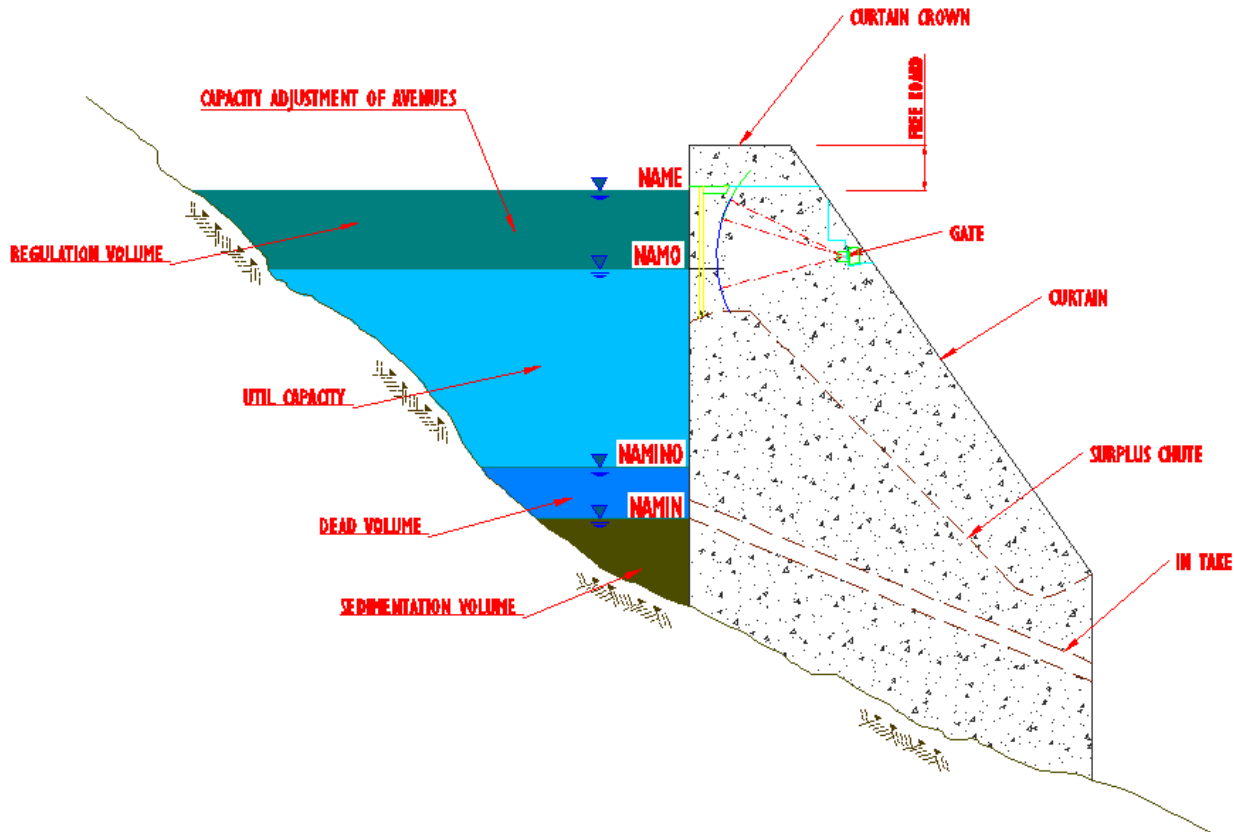 CURTAIN CROWN
FREE BOARD
CAPACITY ADJUSTMENT OF AVENUES
NAME
GATE
REGULATION VOLUME
NAMO
CURTAIN
UTIL CAPACITY
NAMINO
SURPLUS CHUTE
NAMIN
DEAD VOLUME
IN TAKE
SEDIMENTATION VOLUME